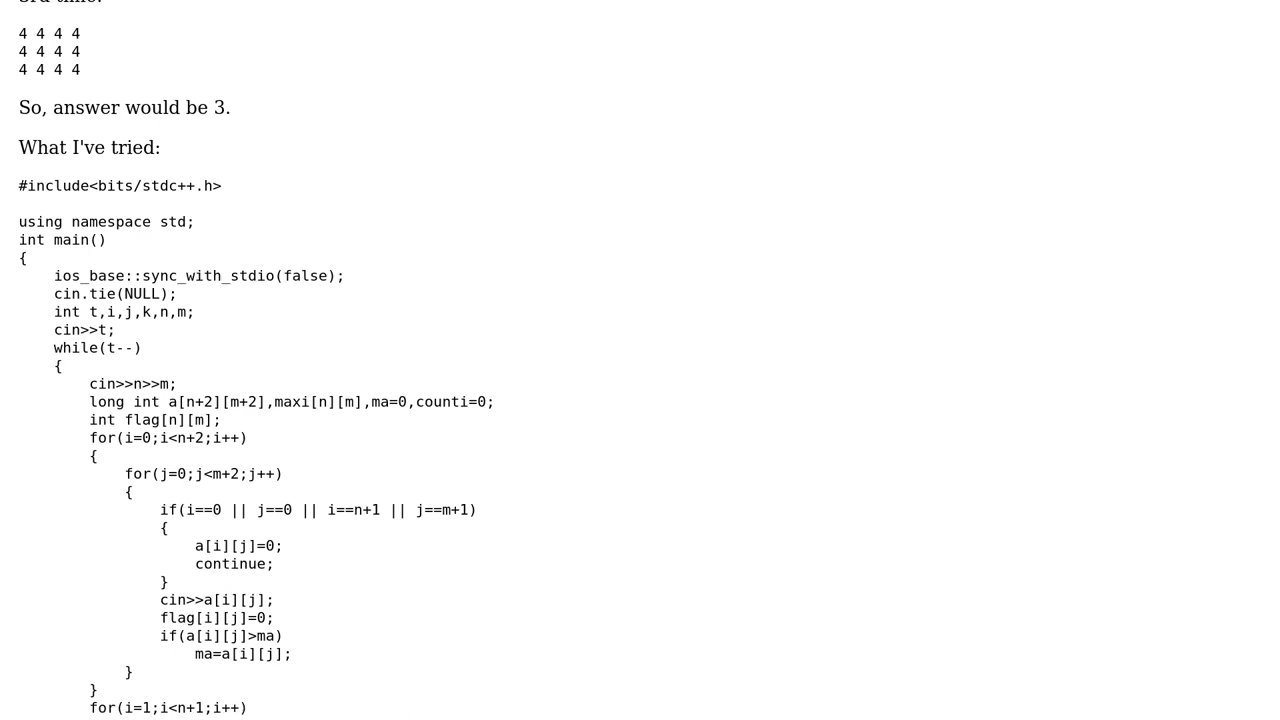 4 4 4 4
4 4 4 4
4 4 4 4
So, answer would be 3.
What I've tried:
#include<bits/stdc++.h>
using namespace std;
int main()
{
    ios_base::sync_with_stdio(false);
    cin.tie(NULL);
    int t,i,j,k,n,m;
    cin>>t;
    while(t--)
    {
        cin>>n>>m;
        long int a[n+2][m+2],maxi[n][m],ma=0,counti=0;
        int flag[n][m];
        for(i=0;i<n+2;i++)
        {
            for(j=0;j<m+2;j++)
            {
                if(i==0 || j==0 || i==n+1 || j==m+1)
                {
                    a[i][j]=0;
                    continue;
                }
                cin>>a[i][j];
                flag[i][j]=0;
                if(a[i][j]>ma)
                    ma=a[i][j];
            }
        }
        for(i=1;i<n+1;i++)